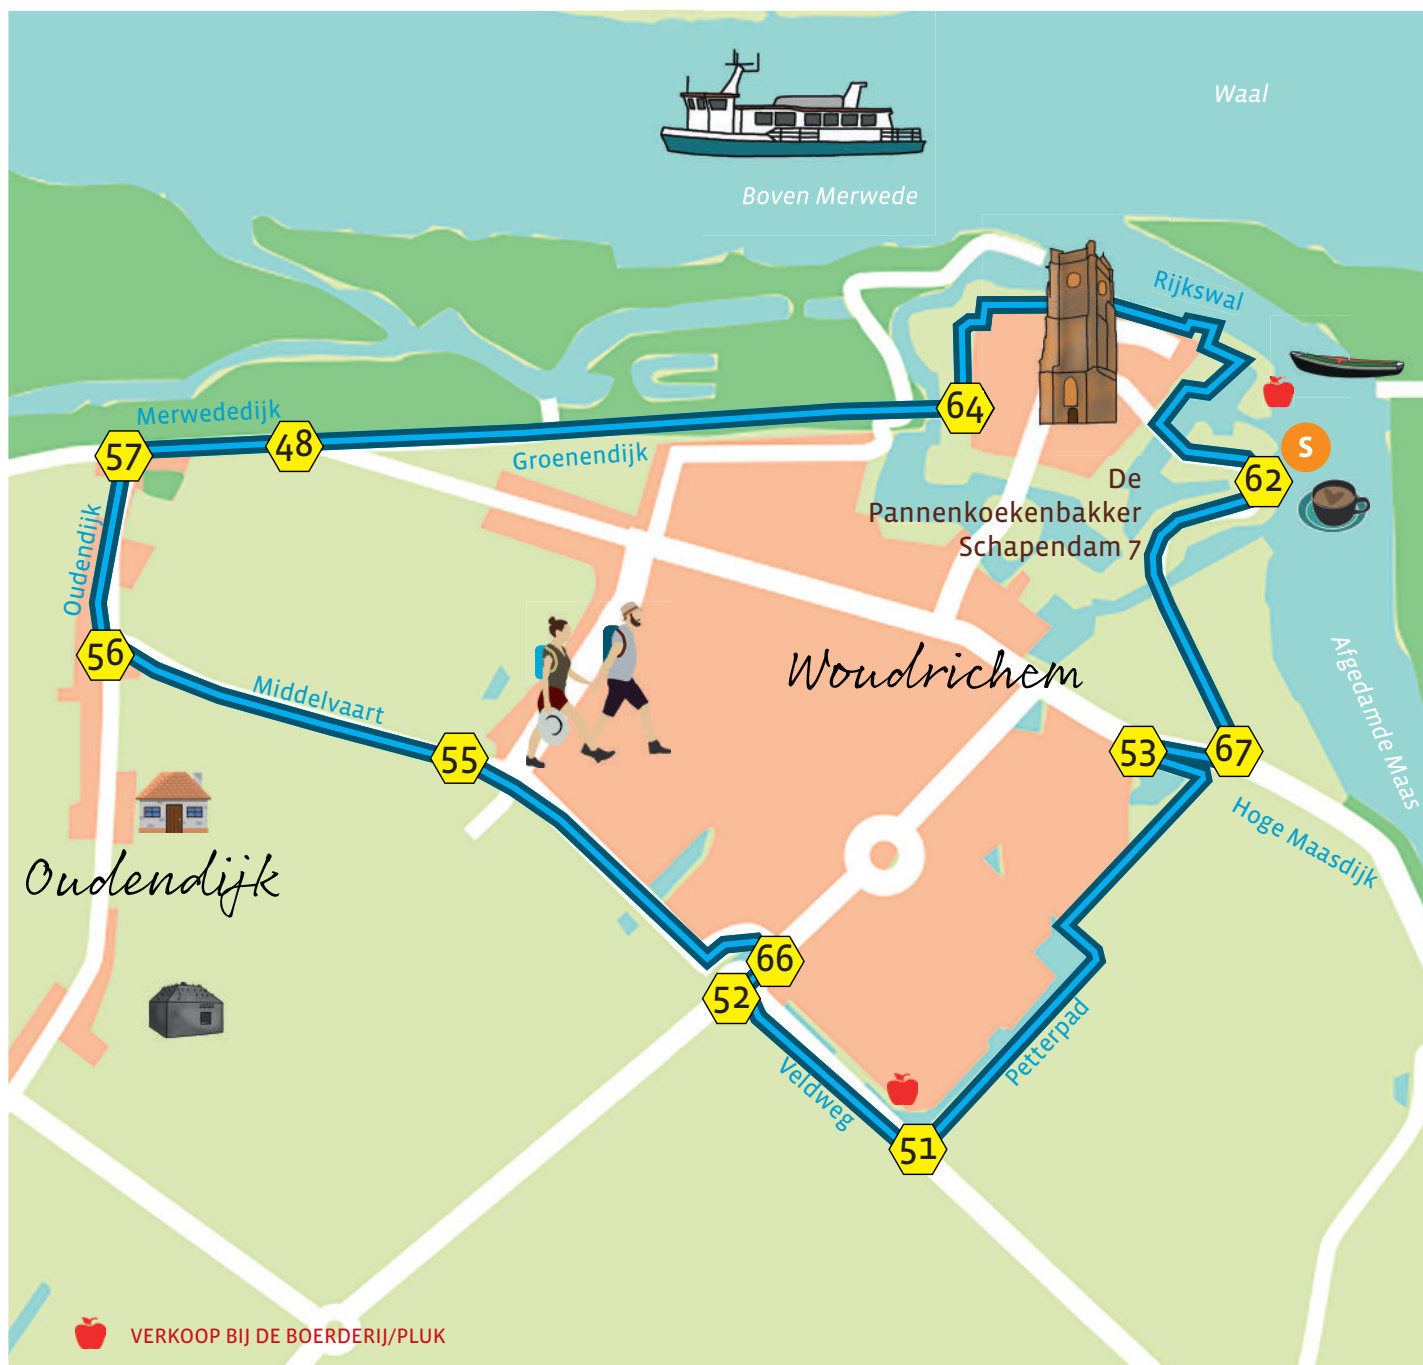 Waal
Boven Merwede
Rijkswal
Merwededijk
64
48
57
Groenendijk
S
62
De
Pannenkoekenbakker
Schapendam 7
Oudendijk
56
Woudrichem
Afgedamde Maas
Middelvaart
53
67
55
Hoge Maasdijk
Oudendijk
66
52
Petterpad
Veldweg
51
VERKOOP BIJ DE BOERDERIJ/PLUK